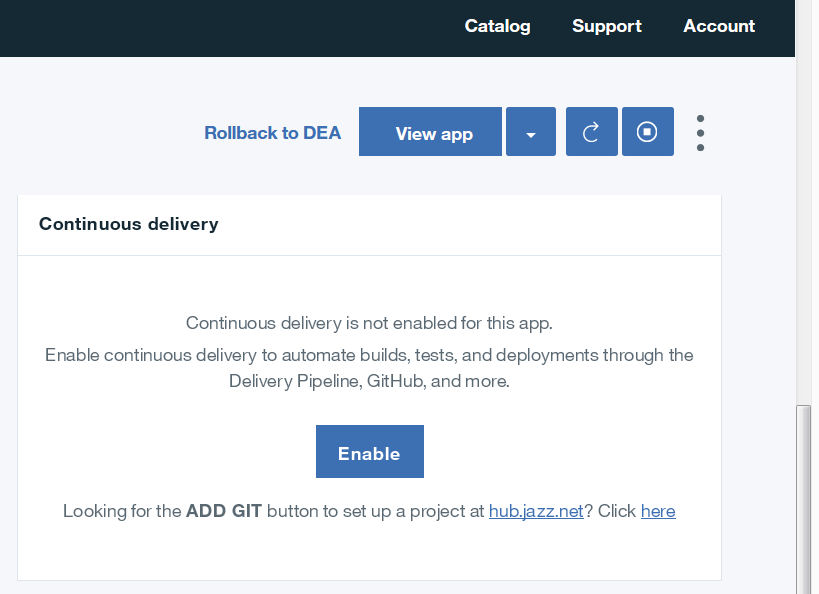 Catalog Support Account
Rollback to DEA View app
Continuous delivery
Continuous delivery is not enabled for this app.
Enable continuous delivery to automate builds, tests, and deployments through the
Delivery Pipeline, GitHub, and more.
Enable
Looking for the ADD GIT button to set up a project at hub.jazz.net? Click here